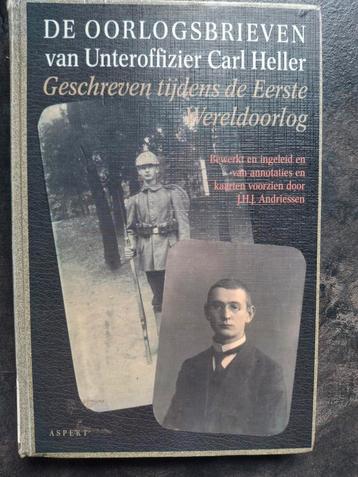 DE OORLOGSBRIEVEN
van Unteroffizier Carl Heller
Geschreven tijdens de Eerste
Wereldoorlog
Bewerkt en ingeleid en
van annotaties en
kaarten voorzien door
J.H.J. Andriessen
ASPEKT